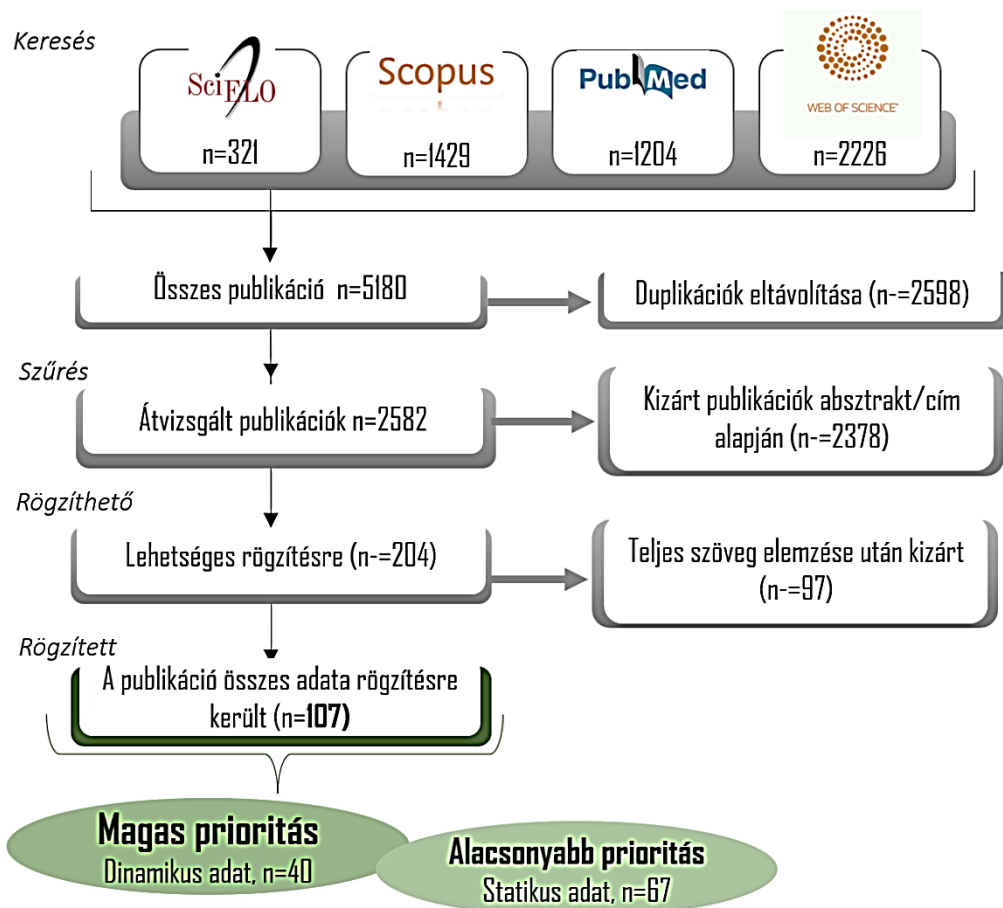 Keresés
SciELO
Scopus
PubMed
WEB OF SCIENCE™
n=321
n=1429
n=1204
n=2226
Összes publikáció n=5180
Duplikációk eltávolítása (n-=2598)
Szűrés
Átvizsgált publikációk n=2582
Kizárt publikációk absztrakt/cím
alapján (n-=2378)
Rögzíthető
Lehetséges rögzítésre (n-=204)
Teljes szöveg elemzése után kizárt
(n-=97)
Rögzített
A publikáció összes adata rögzítésre
került (n=107)
Magas prioritás
Dinamikus adat, n=40
Alacsonyabb prioritás
Statikus adat, n=67